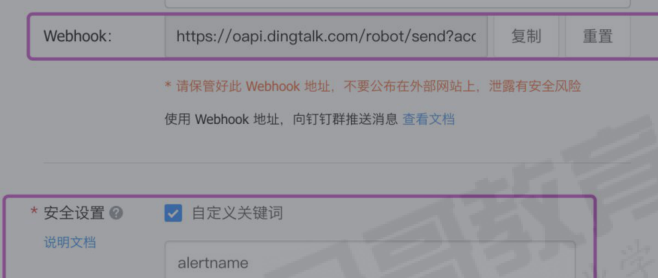 Webhook: https://oapi.dingtalk.com/robot/send?acc 复制 重置
* 请保管好此 Webhook 地址，不要公布在外部网站上，泄露有安全风险
使用 Webhook 地址，向钉钉群推送消息 查看文档
* 安全设置 ? 自定义关键词
说明文档
alertname
哥教育